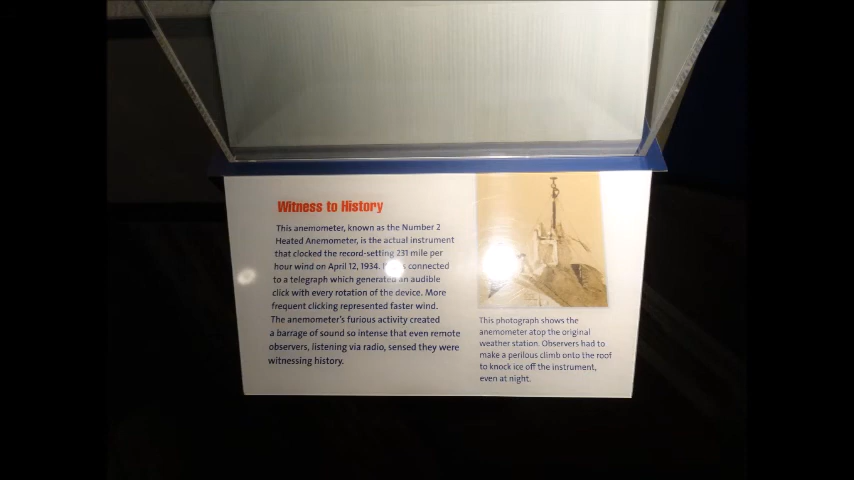 Witness to History
This anemometer, known as the Number 2
Heated Anemometer, is the actual instrument
that clocked the record-setting 231 mile per
hour wind on April 12, 1934. connected
to a telegraph which generated an audible
click with every rotation of the device. More
frequent clicking represented faster wind.
The anemometer's furious activity created
a barrage of sound so intense that even remote
observers, listening via radio, sensed they were
witnessing history.
This photograph shows the
anemometer atop the original
weather station. Observers had to
make a perilous climb onto the roof
to knock ice off the instrument,
even at night.